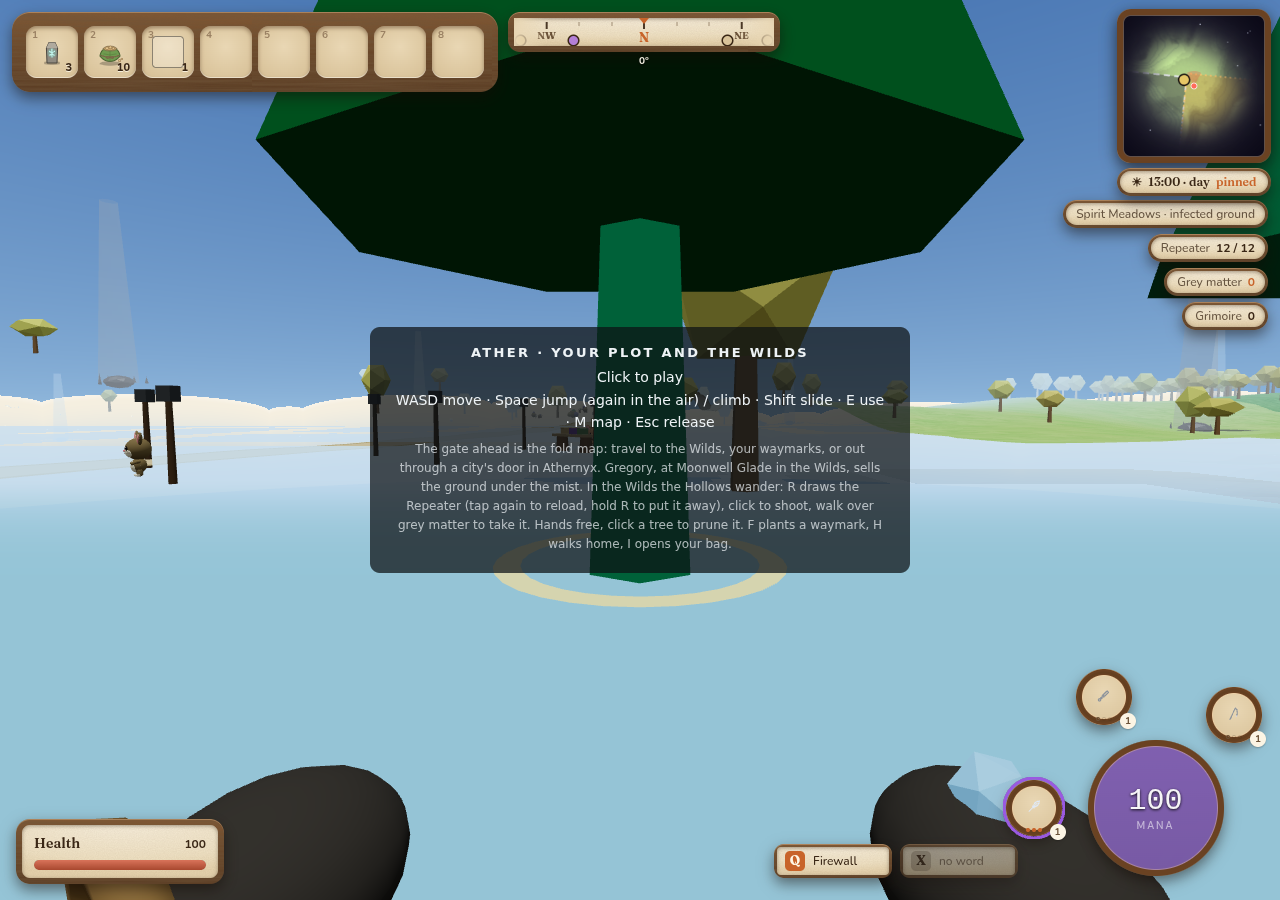 1 2 3 4 5 6 7 8
3 10 1
NW N NE
0°
13:00 · day pinned
Spirit Meadows · infected ground
Repeater 12 / 12
Grey matter 0
Grimoire 0
ATHER · YOUR PLOT AND THE WILDS
Click to play
WASD move · Space jump (again in the air) / climb · Shift slide · E use
· M map · Esc release
The gate ahead is the fold map: travel to the Wilds, your waymarks, or out
through a city's door in Athernyx. Gregory, at Moonwell Glade in the Wilds, sells
the ground under the mist. In the Wilds the Hollows wander: R draws the
Repeater (tap again to reload, hold R to put it away), click to shoot, walk over
grey matter to take it. Hands free, click a tree to prune it. F plants a waymark, H
walks home, I opens your bag.
1
1
1
100
MANA
Health 100
Q Firewall
X no word